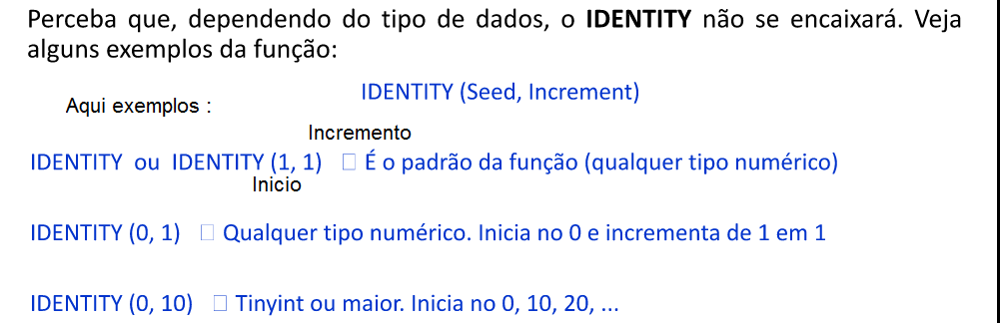 Perceba que, dependendo do tipo de dados, o IDENTITY não se encaixará. Veja
alguns exemplos da função:
IDENTITY (Seed, Increment)
Aqui exemplos :
Incremento
IDENTITY ou IDENTITY (1, 1) □ É o padrão da função (qualquer tipo numérico)
Inicio
IDENTITY (0, 1) □ Qualquer tipo numérico. Inicia no 0 e incrementa de 1 em 1
IDENTITY (0, 10) □ Tinyint ou maior. Inicia no 0, 10, 20, ...